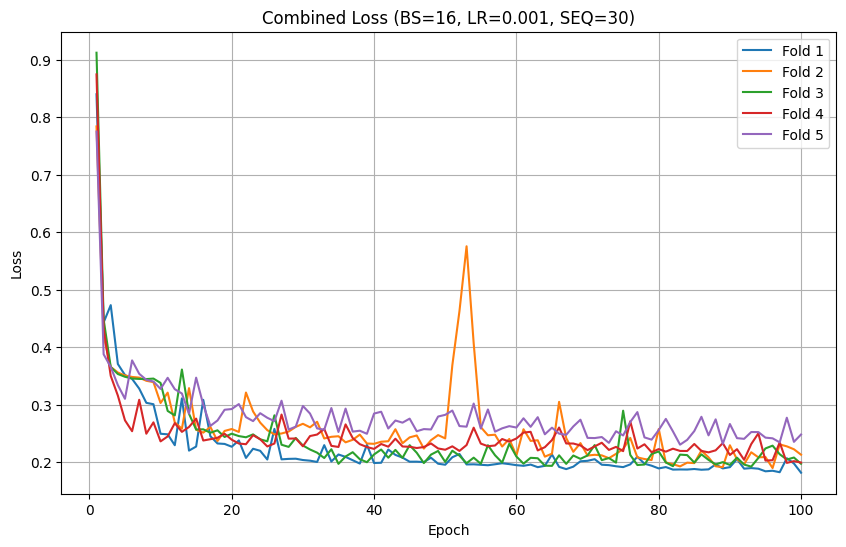 Combined Loss (BS=16, LR=0.001, SEQ=30)
Fold 1
Fold 2
Fold 3
Fold 4
Fold 5
Loss
0.9
0.8
0.7
0.6
0.5
0.4
0.3
0.2
0
20
40
60
80
100
Epoch